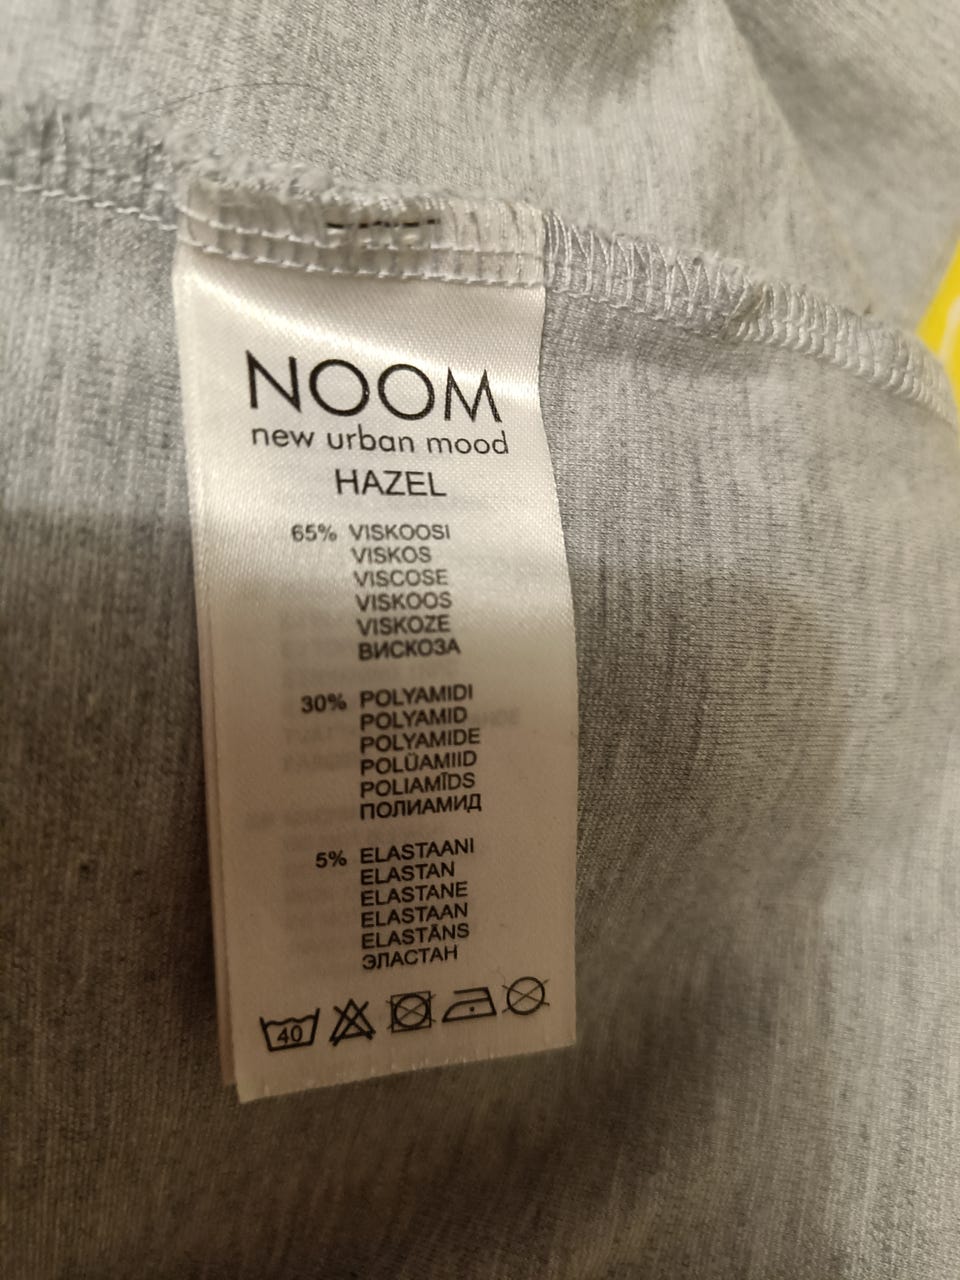 NOOM
new urban mood
HAZEL
65% VISKOOSI
VISKOS
VISCOSE
VISKOOS
VISKOZE
ВИСКОЗА
30% POLYAMIDI
POLYAMID
POLYAMIDE
POLÜAMIID
POLIAMĪDS
ПОЛИАМИД
5% ELASTAANI
ELASTAN
ELASTANE
ELASTAAN
ELASTĀNS
ЭЛАСТАН
40